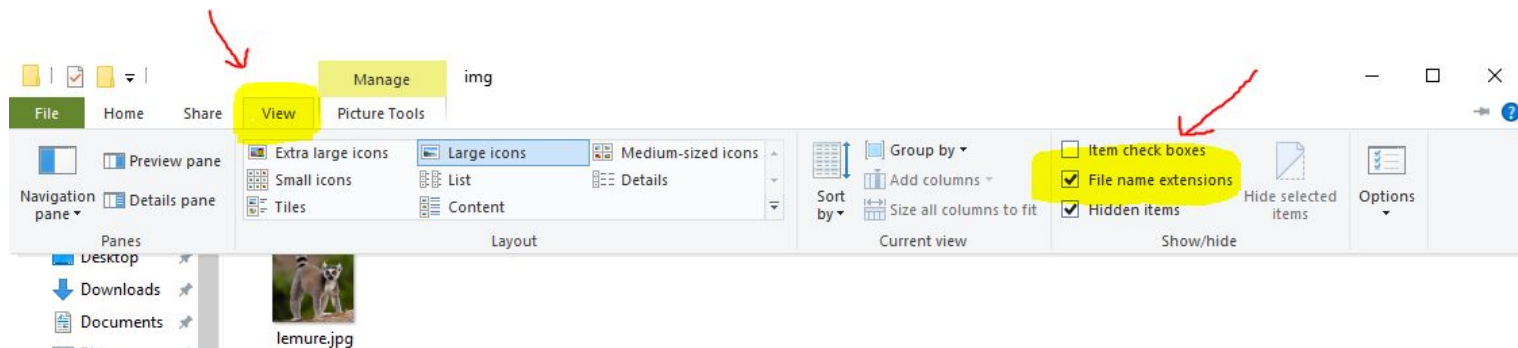 Manage
img
File
Home
Share
View
Picture Tools
Navigation pane
Preview pane
Details pane
Panes
Extra large icons
Large icons
Medium-sized icons
Small icons
List
Details
Tiles
Content
Layout
Sort by
Group by
Add columns
Size all columns to fit
Current view
Item check boxes
File name extensions
Hidden items
Hide selected items
Show/hide
Options
Desktop
Downloads
Documents
lemure.jpg